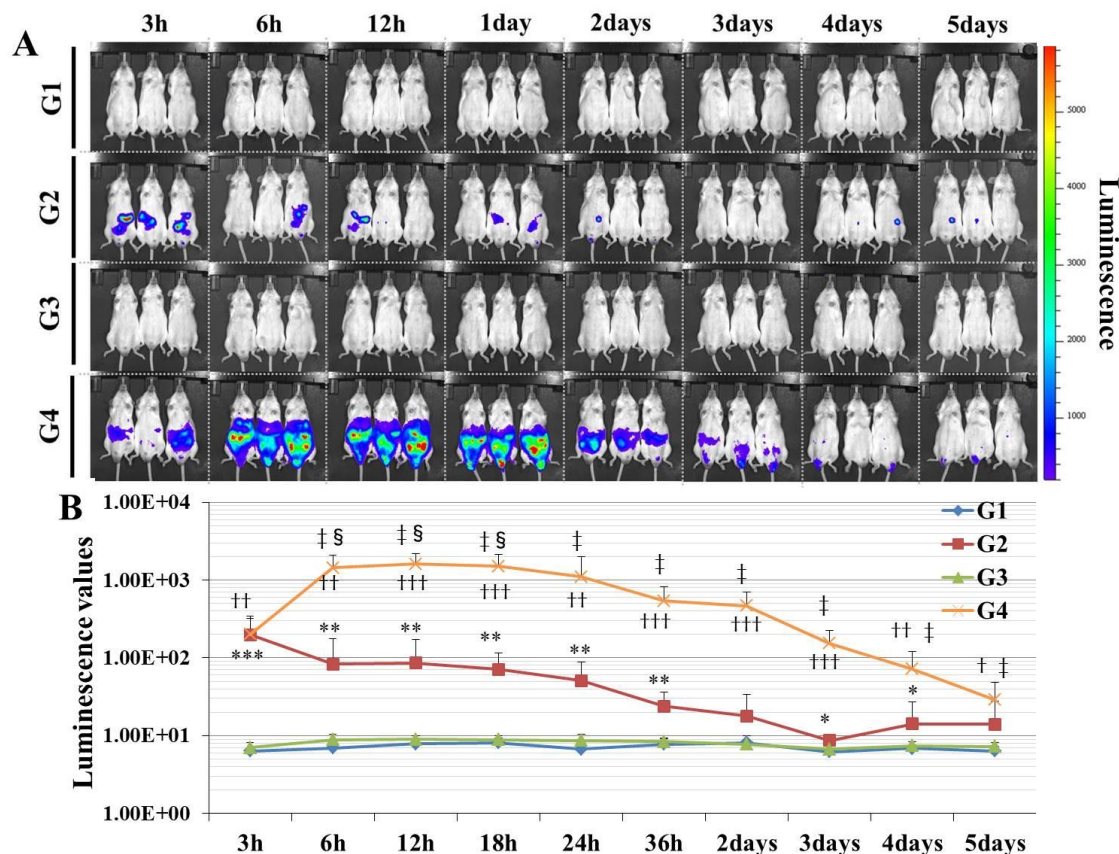 A
3h 6h 12h 1day 2days 3days 4days 5days
G1
G2
G3
G4
5000
4000
3000
2000
1000
Luminescence
B
Luminescence values
1.00E+04
1.00E+03
1.00E+02
1.00E+01
1.00E+00
G1
G2
G3
G4
‡ § ‡ § ‡ § ‡ ‡ ‡ ‡ †† ‡ † ‡
†† †† ††† ††† †† ††† ††† †††
*** ** ** ** ** ** * *
3h 6h 12h 18h 24h 36h 2days 3days 4days 5days